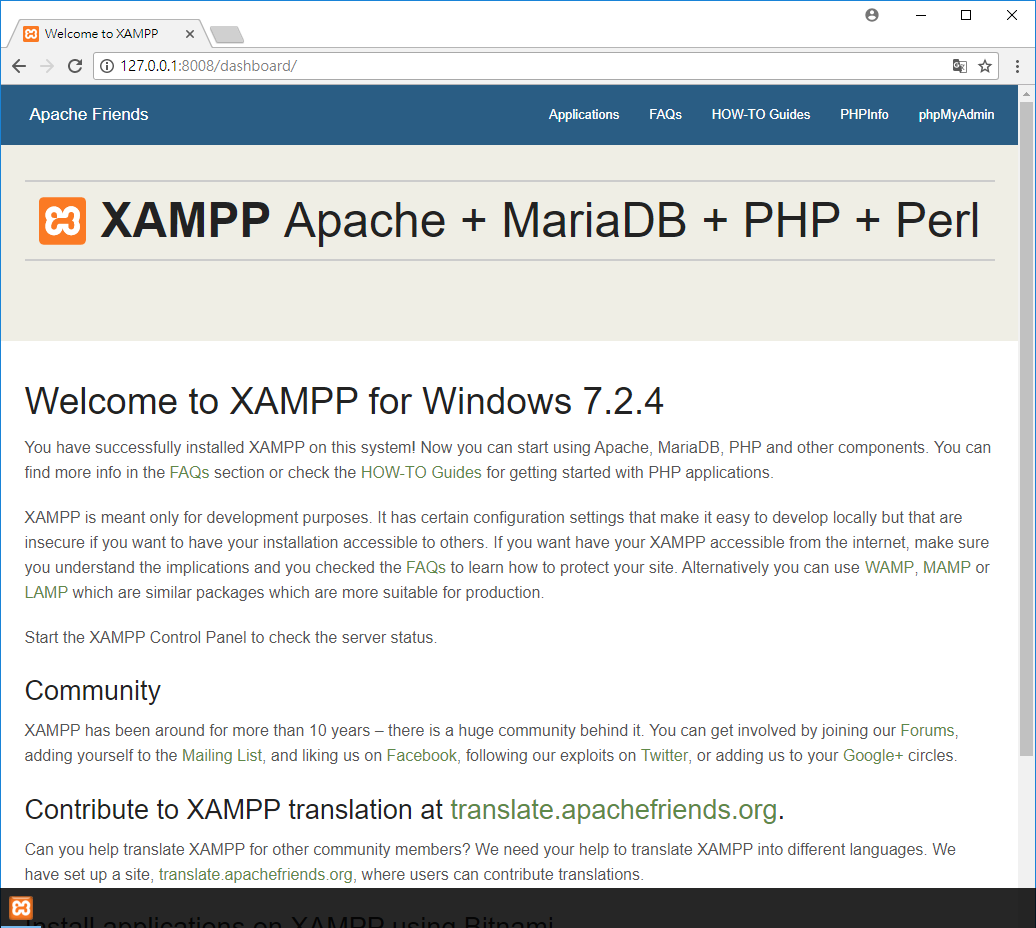 Welcome to XAMPP
127.0.0.1:8008/dashboard/
Apache Friends
Applications
FAQs
HOW-TO Guides
PHPInfo
phpMyAdmin
XAMPP Apache + MariaDB + PHP + Perl
Welcome to XAMPP for Windows 7.2.4
You have successfully installed XAMPP on this system! Now you can start using Apache, MariaDB, PHP and other components. You can
find more info in the FAQs section or check the HOW-TO Guides for getting started with PHP applications.
XAMPP is meant only for development purposes. It has certain configuration settings that make it easy to develop locally but that are
insecure if you want to have your installation accessible to others. If you want have your XAMPP accessible from the internet, make sure
you understand the implications and you checked the FAQs to learn how to protect your site. Alternatively you can use WAMP, MAMP or
LAMP which are similar packages which are more suitable for production.
Start the XAMPP Control Panel to check the server status.
Community
XAMPP has been around for more than 10 years – there is a huge community behind it. You can get involved by joining our Forums,
adding yourself to the Mailing List, and liking us on Facebook, following our exploits on Twitter, or adding us to your Google+ circles.
Contribute to XAMPP translation at translate.apachefriends.org.
Can you help translate XAMPP for other community members? We need your help to translate XAMPP into different languages. We
have set up a site, translate.apachefriends.org, where users can contribute translations.
Install applications on XAMPP using Bitnami